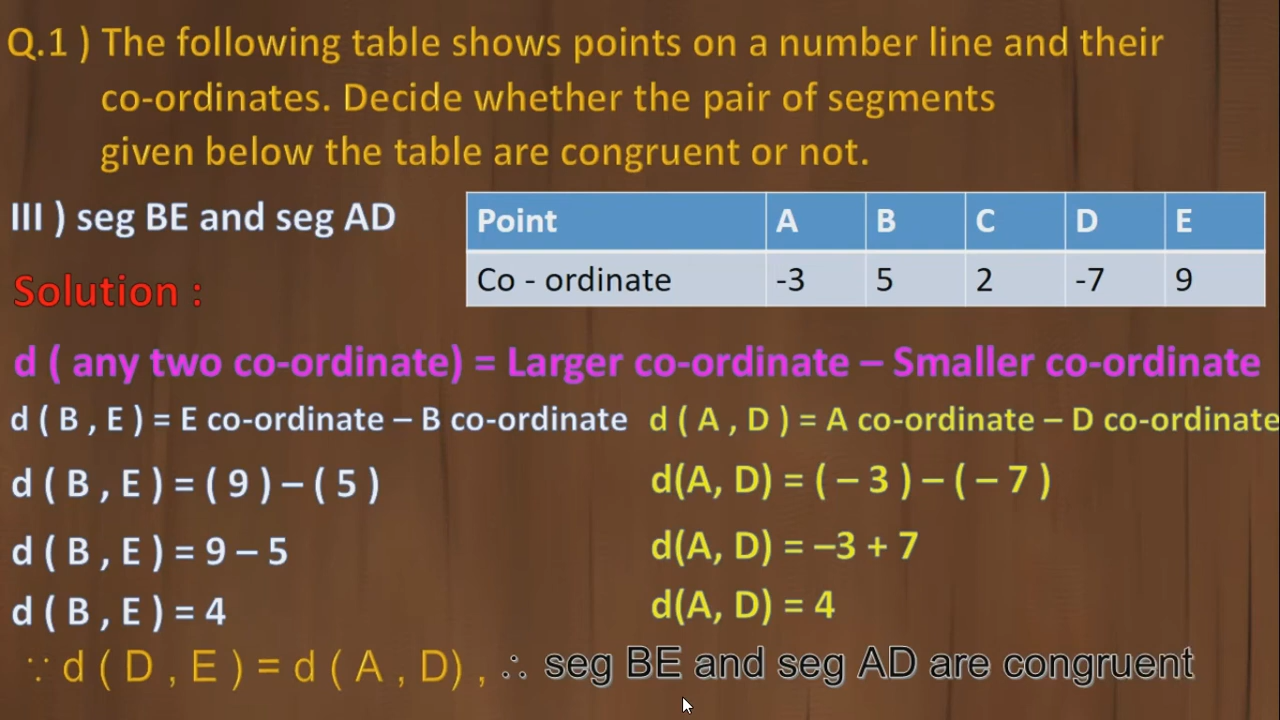 Q.1 ) The following table shows points on a number line and their
co-ordinates. Decide whether the pair of segments
given below the table are congruent or not.
III ) seg BE and seg AD
Point A B C D E
Co - ordinate -3 5 2 -7 9
Solution :
d ( any two co-ordinate) = Larger co-ordinate – Smaller co-ordinate
d ( B , E ) = E co-ordinate – B co-ordinate
d ( B , E ) = ( 9 ) – ( 5 )
d ( B , E ) = 9 – 5
d ( B , E ) = 4
d ( A , D ) = A co-ordinate – D co-ordinate
d(A, D) = ( – 3 ) – ( – 7 )
d(A, D) = –3 + 7
d(A, D) = 4
∵ d ( D , E ) = d ( A , D) , ∴ seg BE and seg AD are congruent